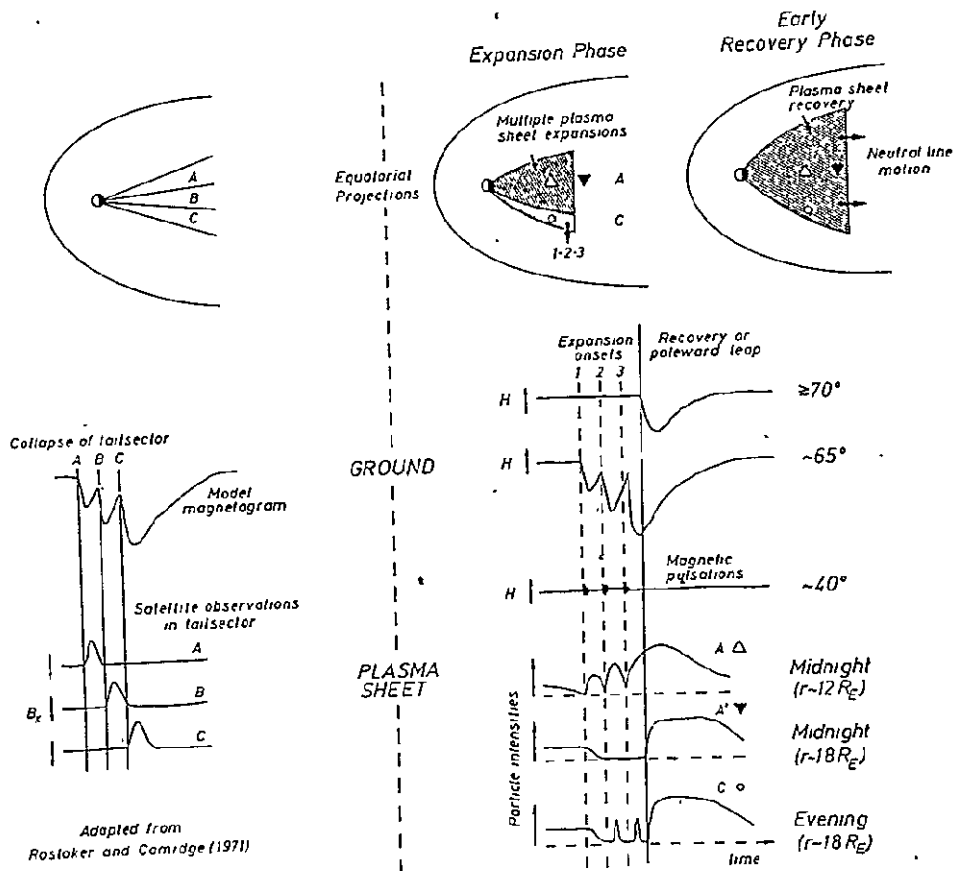 Expansion Phase
Early
Recovery Phase
Multiple plasma
sheet expansions
Plasma sheet
recovery
Neutral line
motion
Equatorial
Projections
A
B
C
A
C
1·2·3
Expansion
onsets
1 2 3
Recovery or
poleward leap
H
≥70°
Collapse of tailsector
A B C
Model
magnetogram
GROUND
H
~65°
Magnetic
pulsations
H
~40°
Satellite observations
in tailsector
A
B
C
PLASMA
SHEET
Particle intensities
A △
Midnight
(r~12 RE)
A' ▼
Midnight
(r~18 RE)
C ○
Evening
(r~18 RE)
time
Adapted from
Rostoker and Camidge (1971)